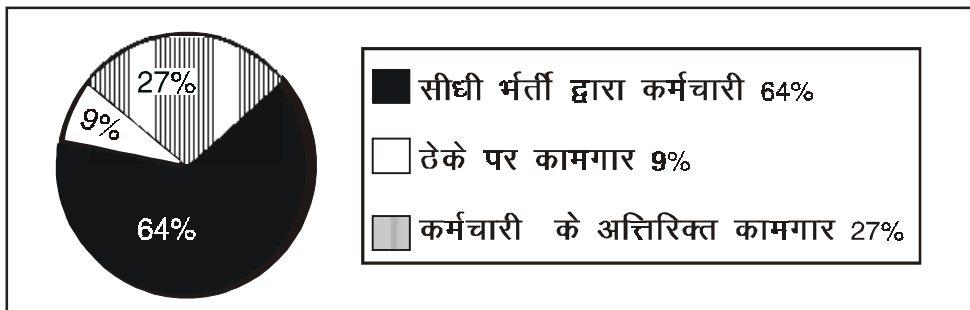 27%
9%
64%
सीधी भर्ती द्वारा कर्मचारी 64%
ठेके पर कामगार 9%
कर्मचारी के अत्तिरिक्त कामगार 27%